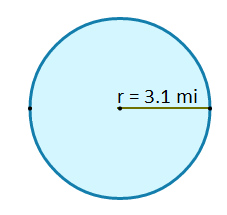 r = 3.1 mi